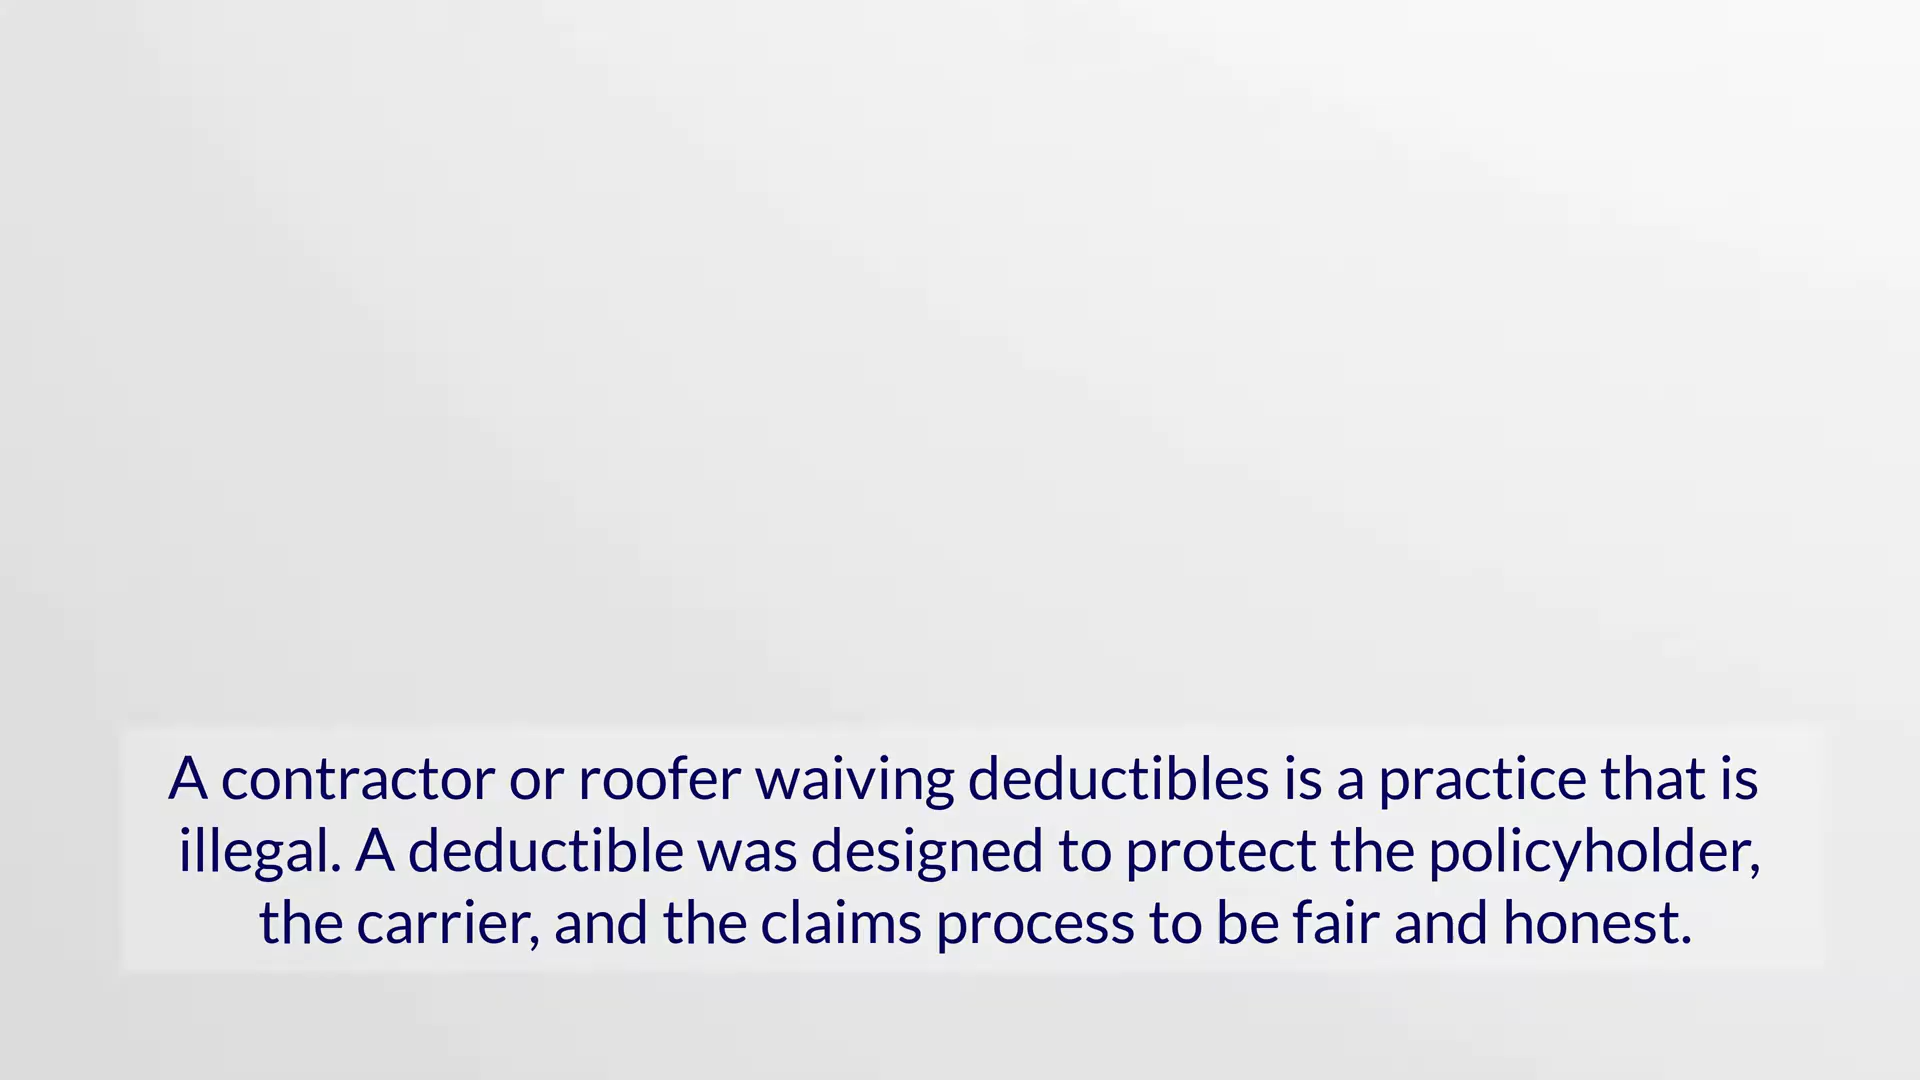 A contractor or roofer waiving deductibles is a practice that is
illegal. A deductible was designed to protect the policyholder,
the carrier, and the claims process to be fair and honest.